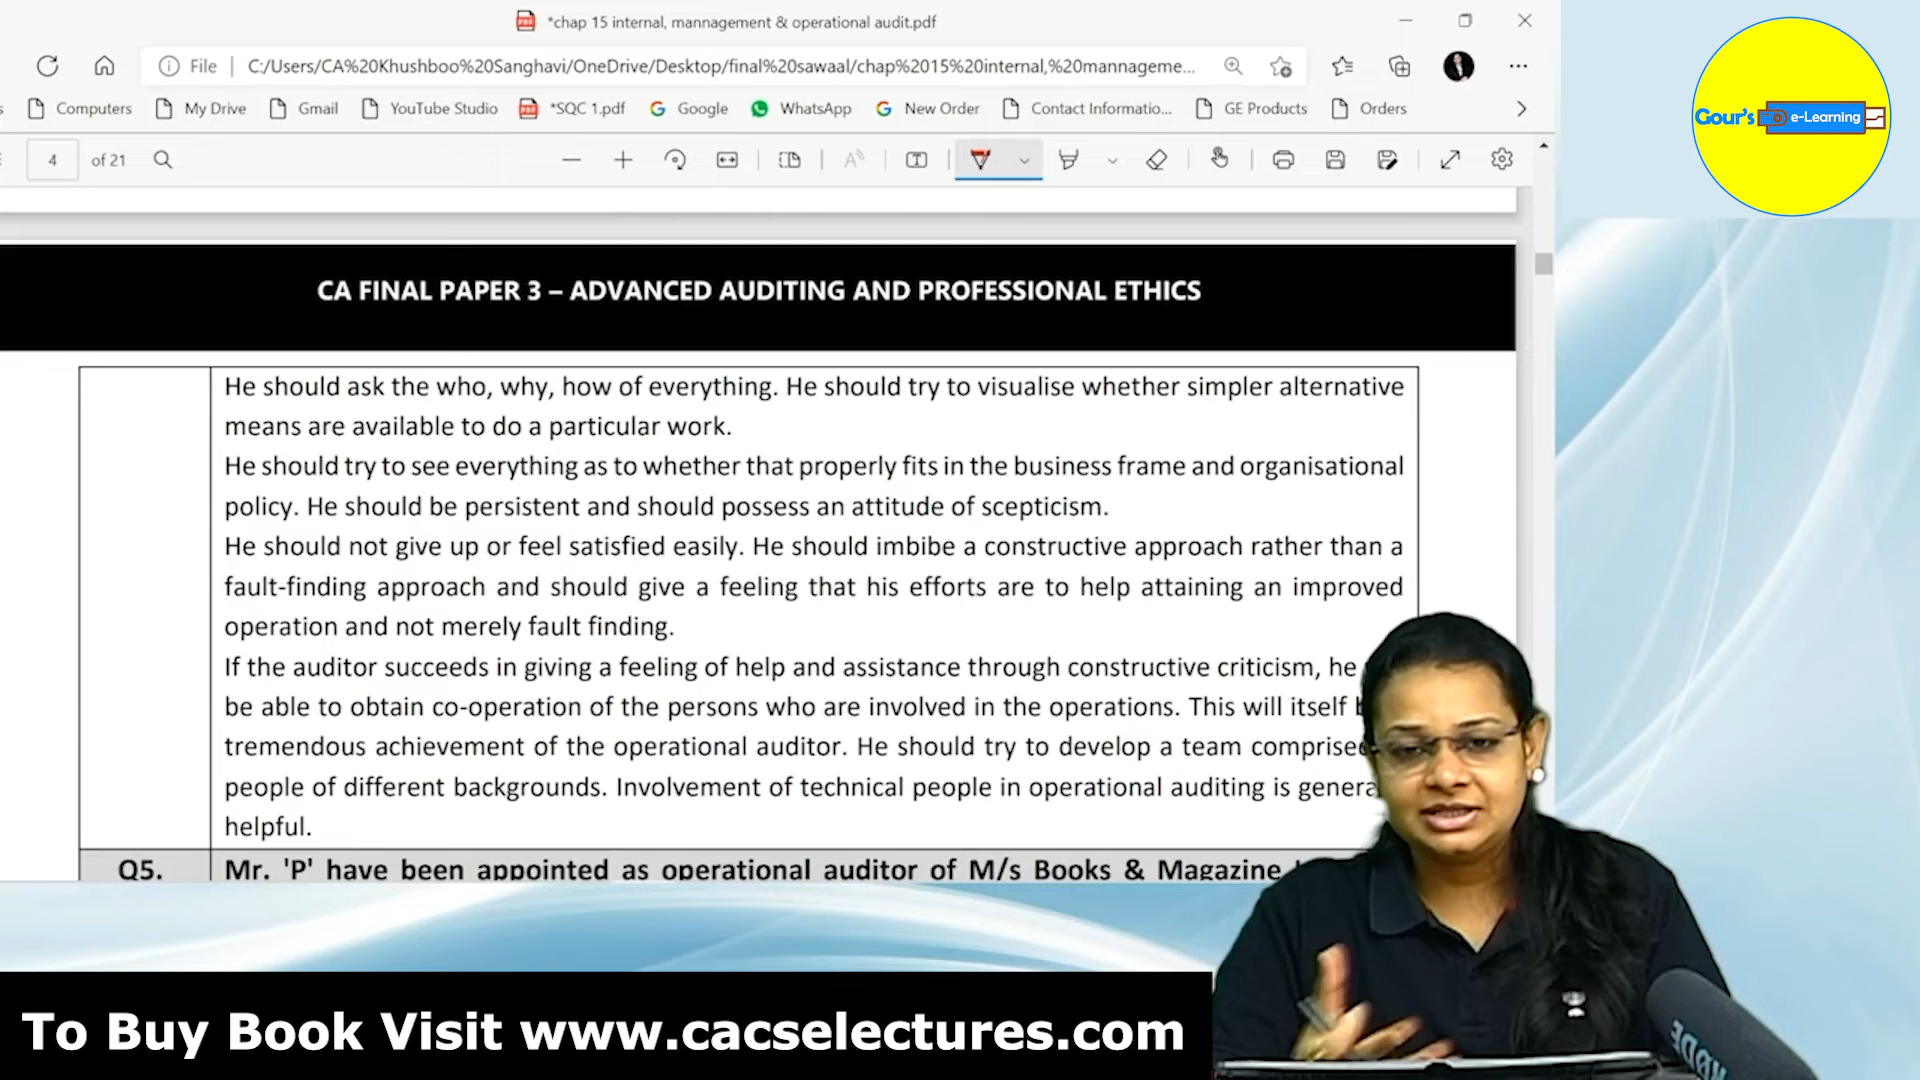 *chap 15 internal, mannagement & operational audit.pdf
File
C:/Users/CA%20Khushboo%20Sanghavi/OneDrive/Desktop/final%20sawaal/chap%2015%20internal,%20mannageme...
Computers
My Drive
Gmail
YouTube Studio
*SQC 1.pdf
Google
WhatsApp
New Order
Contact Informatio...
GE Products
Orders
4 of 21
Gour's e-Learning
CA FINAL PAPER 3 – ADVANCED AUDITING AND PROFESSIONAL ETHICS
He should ask the who, why, how of everything. He should try to visualise whether simpler alternative
means are available to do a particular work.
He should try to see everything as to whether that properly fits in the business frame and organisational
policy. He should be persistent and should possess an attitude of scepticism.
He should not give up or feel satisfied easily. He should imbibe a constructive approach rather than a
fault-finding approach and should give a feeling that his efforts are to help attaining an improved
operation and not merely fault finding.
If the auditor succeeds in giving a feeling of help and assistance through constructive criticism, he
be able to obtain co-operation of the persons who are involved in the operations. This will itself
tremendous achievement of the operational auditor. He should try to develop a team comprised
people of different backgrounds. Involvement of technical people in operational auditing is
helpful.
Q5. Mr. 'P' have been appointed as operational auditor of M/s Books & Magazine
To Buy Book Visit www.cacselectures.com
RØDE